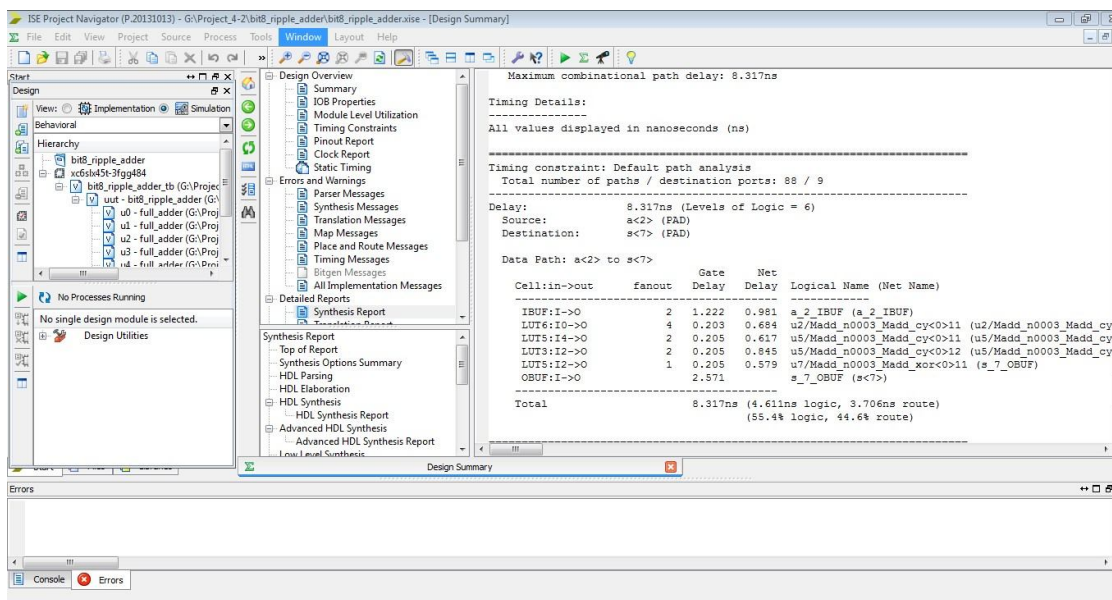 ISE Project Navigator (P.20131013) - G:\Project_4-2\bit8_ripple_adder\bit8_ripple_adder.xise - [Design Summary]
File Edit View Project Source Process Tools Window Layout Help
Start
Design
View: Implementation Simulation
Behavioral
Hierarchy
bit8_ripple_adder
xc6slx45t-3fgg484
bit8_ripple_adder_tb (G:\Projec
uut - bit8_ripple_adder (G:\
u0 - full_adder (G:\Proj
u1 - full_adder (G:\Proj
u2 - full_adder (G:\Proj
u3 - full_adder (G:\Proj
u4 - full_adder (G:\Proj
No Processes Running
No single design module is selected.
Design Utilities
Start
Design Overview
Summary
IOB Properties
Module Level Utilization
Timing Constraints
Pinout Report
Clock Report
Static Timing
Errors and Warnings
Parser Messages
Synthesis Messages
Translation Messages
Map Messages
Place and Route Messages
Timing Messages
Bitgen Messages
All Implementation Messages
Detailed Reports
Synthesis Report
Translation Report
Synthesis Report
Top of Report
Synthesis Options Summary
HDL Parsing
HDL Elaboration
HDL Synthesis
HDL Synthesis Report
Advanced HDL Synthesis
Advanced HDL Synthesis Report
Low Level Synthesis
Maximum combinational path delay: 8.317ns
Timing Details:
---------------
All values displayed in nanoseconds (ns)
=========================================================================
Timing constraint: Default path analysis
Total number of paths / destination ports: 88 / 9
-------------------------------------------------------------------------
Delay: 8.317ns (Levels of Logic = 6)
Source: a<2> (PAD)
Destination: s<7> (PAD)
Data Path: a<2> to s<7>
Gate Net
Cell:in->out fanout Delay Delay Logical Name (Net Name)
---------------------------------------- ------------
IBUF:I->O 2 1.222 0.981 a_2_IBUF (a_2_IBUF)
LUT6:I0->O 4 0.203 0.684 u2/Madd_n0003_Madd_cy<0>11 (u2/Madd_n0003_Madd_cy
LUT5:I4->O 2 0.205 0.617 u5/Madd_n0003_Madd_cy<0>11 (u5/Madd_n0003_Madd_cy
LUT3:I2->O 2 0.205 0.845 u5/Madd_n0003_Madd_cy<0>12 (u5/Madd_n0003_Madd_cy
LUT5:I2->O 1 0.205 0.579 u7/Madd_n0003_Madd_xor<0>11 (s_7_OBUF)
OBUF:I->O 2.571 s_7_OBUF (s<7>)
----------------------------------------
Total 8.317ns (4.611ns logic, 3.706ns route)
(55.4% logic, 44.6% route)
=========================================================================
Design Summary
Errors
Console Errors